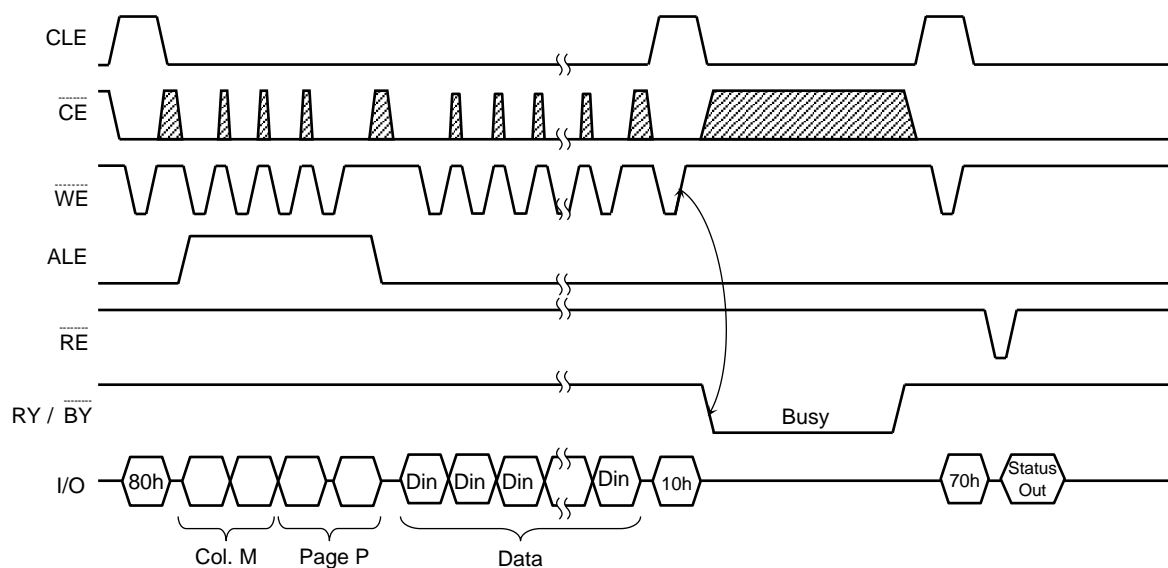 CLE
CE
WE
ALE
RE
RY / BY
Busy
I/O
80h
Din
Din
Din
Din
10h
70h
Status
Out
Col. M
Page P
Data